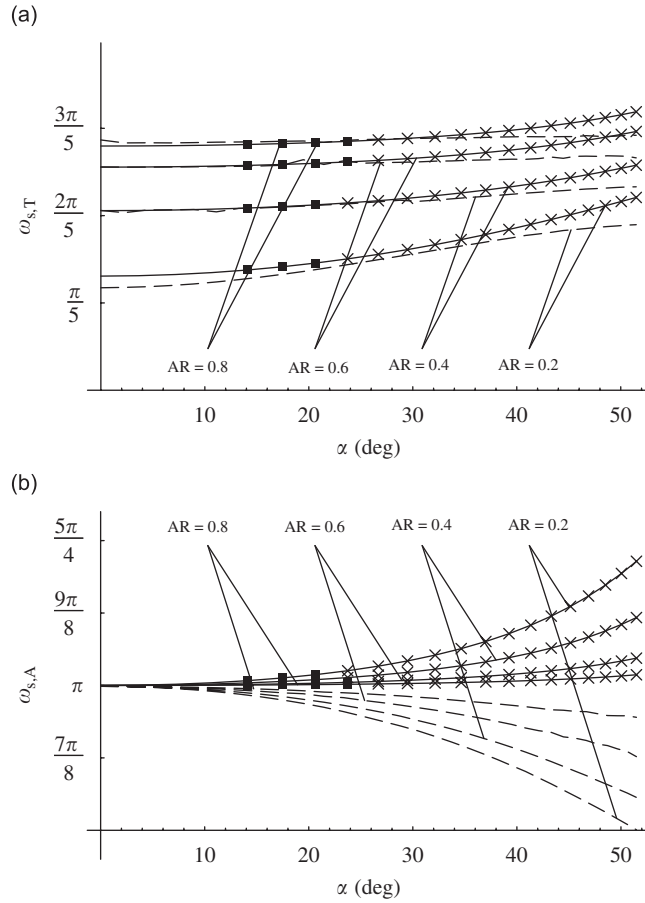 (a)
3π/5
2π/5
π/5
ω_{s,T}
AR = 0.8 AR = 0.6 AR = 0.4 AR = 0.2
10 20 30 40 50
α (deg)
(b)
5π/4
9π/8
π
7π/8
ω_{s,A}
AR = 0.8 AR = 0.6 AR = 0.4 AR = 0.2
10 20 30 40 50
α (deg)